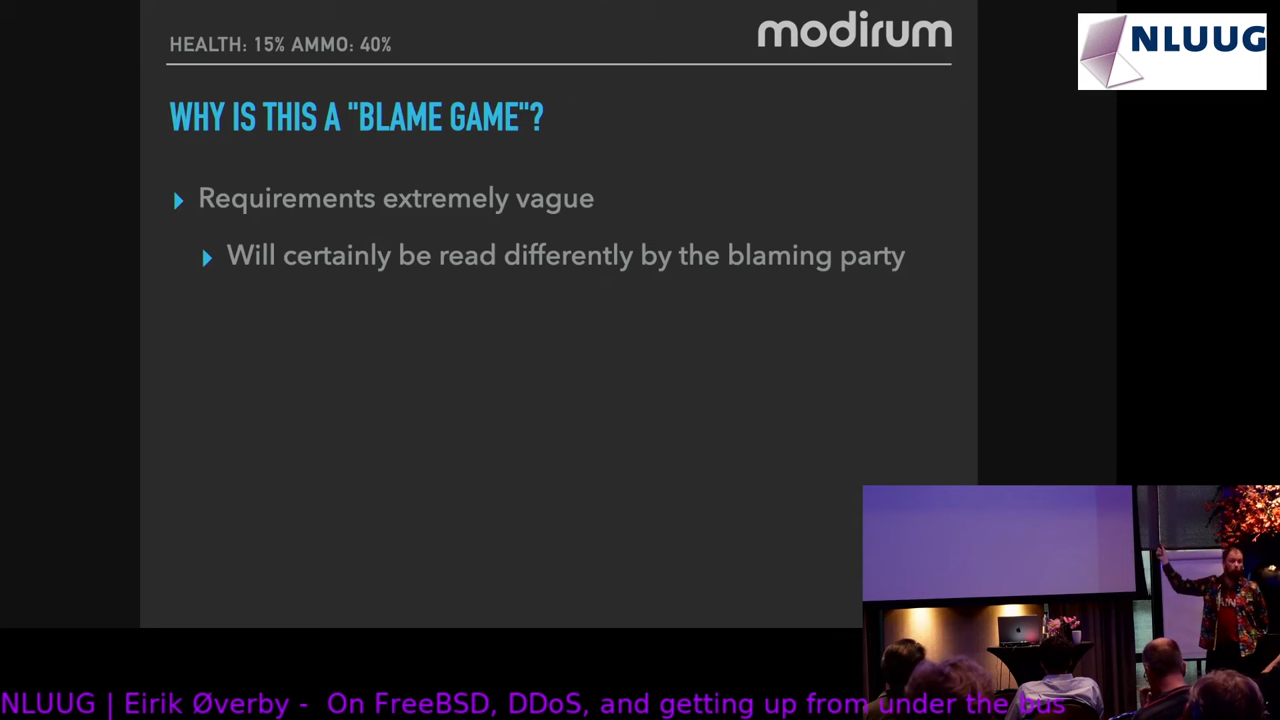 HEALTH: 15% AMMO: 40%
modirum
NLUUG
WHY IS THIS A "BLAME GAME"?
Requirements extremely vague
Will certainly be read differently by the blaming party
NLUUG | Eirik Øverby - On FreeBSD, DDoS, and getting up from under the bus